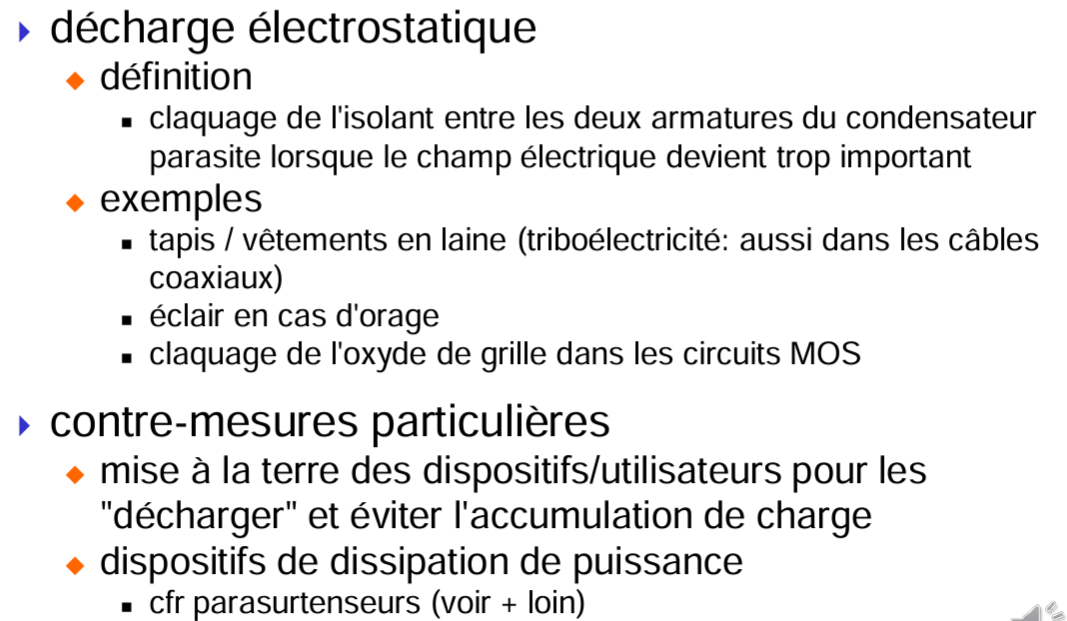 décharge électrostatique
définition
claquage de l'isolant entre les deux armatures du condensateur
parasite lorsque le champ électrique devient trop important
exemples
tapis / vêtements en laine (triboélectricité: aussi dans les câbles
coaxiaux)
éclair en cas d'orage
claquage de l'oxyde de grille dans les circuits MOS
contre-mesures particulières
mise à la terre des dispositifs/utilisateurs pour les
"décharger" et éviter l'accumulation de charge
dispositifs de dissipation de puissance
cfr parasurtenseurs (voir + loin)